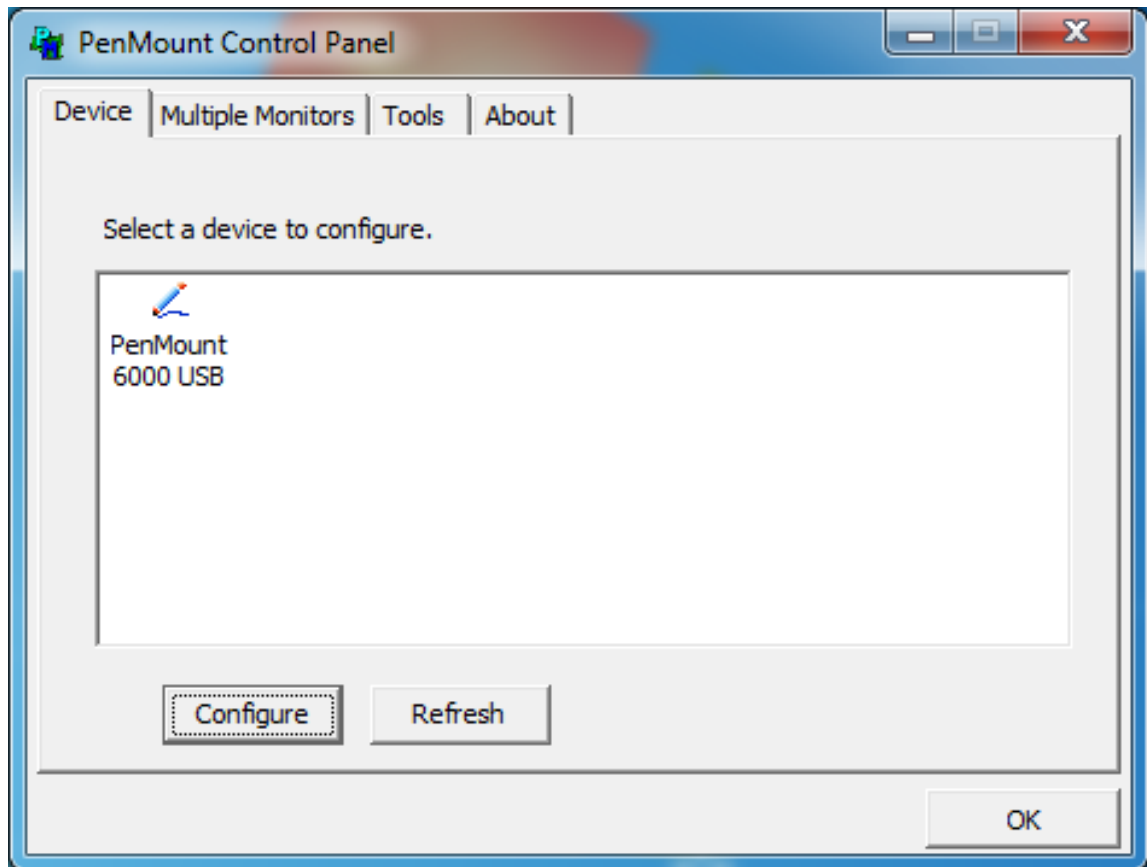 PenMount Control Panel
Device Multiple Monitors Tools About
Select a device to configure.
PenMount
6000 USB
Configure Refresh
OK